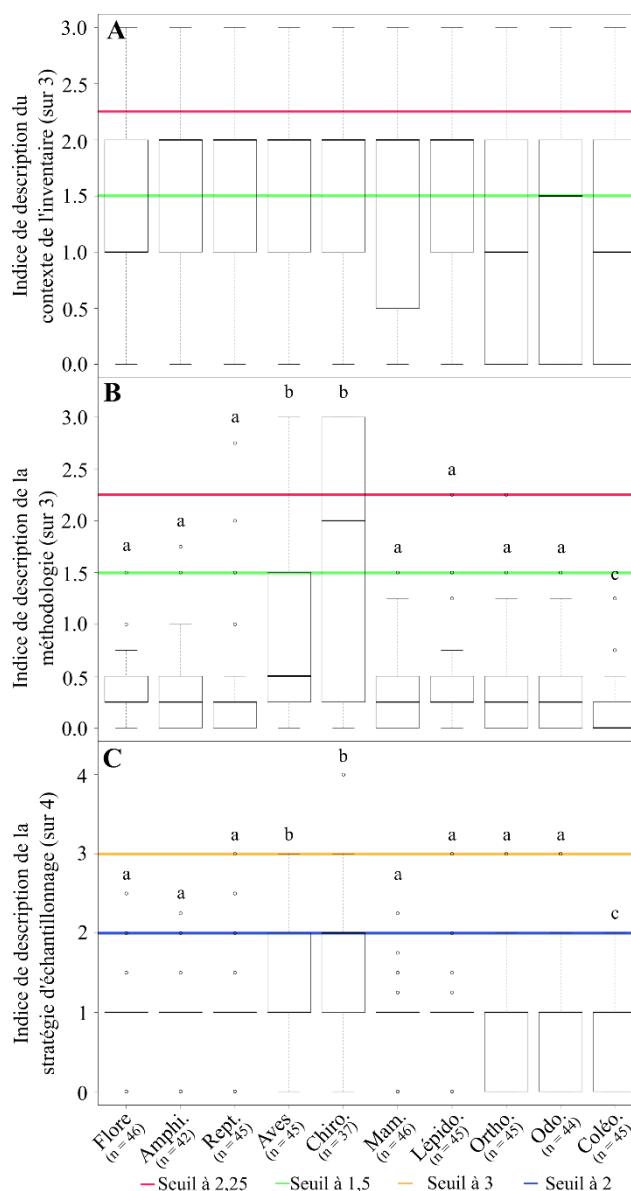 A
Indice de description du
contexte de l'inventaire (sur 3)
3.0
2.5
2.0
1.5
1.0
0.5
0.0
B
Indice de description de la
méthodologie (sur 3)
3.0
2.5
2.0
1.5
1.0
0.5
0.0
a
a
a
b
b
a
a
a
a
c
C
Indice de description de la
stratégie d'échantillonnage (sur 4)
4
3
2
1
0
a
a
a
b
b
a
a
a
a
c
Flore
(n = 46)
Amphi.
(n = 42)
Rept.
(n = 45)
Aves
(n = 45)
Chiro.
(n = 37)
Mam.
(n = 46)
Lépido.
(n = 45)
Ortho.
(n = 45)
Odo.
(n = 44)
Coléo.
(n = 45)
Seuil à 2,25 Seuil à 1,5 Seuil à 3 Seuil à 2